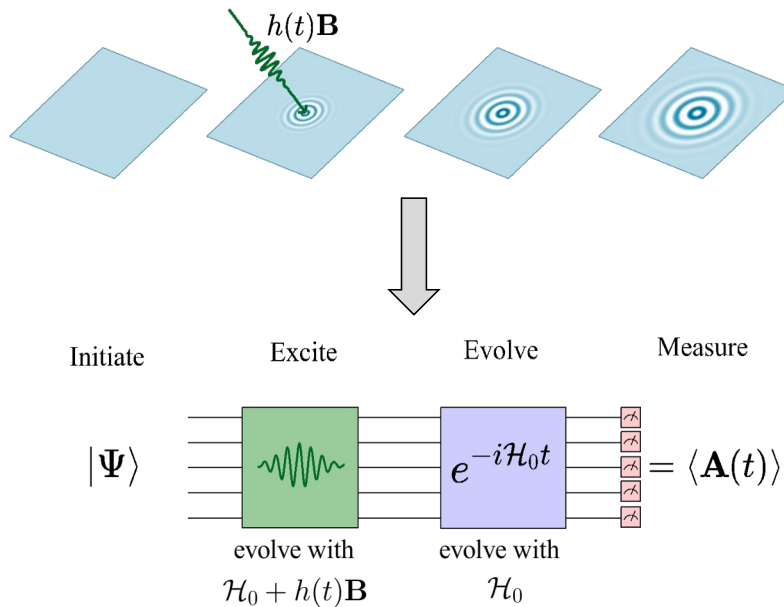 h(t)B
Initiate Excite Evolve Measure
|Ψ⟩ e^{-iℋ₀t} = ⟨A(t)⟩
evolve with evolve with
ℋ₀ + h(t)B ℋ₀